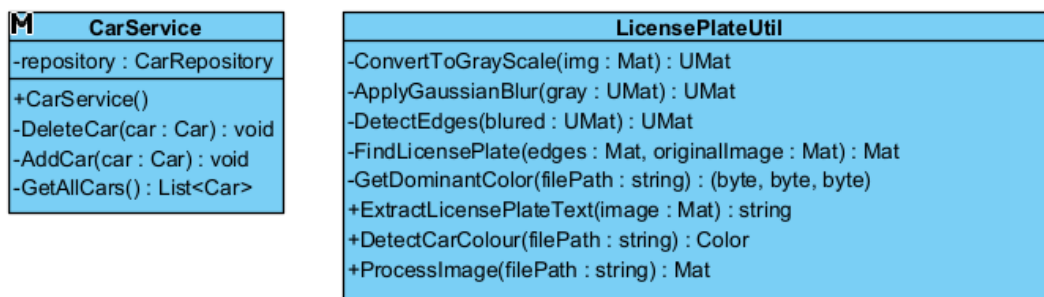 M
CarService
-repository : CarRepository
+CarService()
-DeleteCar(car : Car) : void
-AddCar(car : Car) : void
-GetAllCars() : List<Car>
LicensePlateUtil
-ConvertToGrayScale(img : Mat) : UMat
-ApplyGaussianBlur(gray : UMat) : UMat
-DetectEdges(blured : UMat) : UMat
-FindLicensePlate(edges : Mat, originalImage : Mat) : Mat
-GetDominantColor(filePath : string) : (byte, byte, byte)
+ExtractLicensePlateText(image : Mat) : string
+DetectCarColour(filePath : string) : Color
+ProcessImage(filePath : string) : Mat